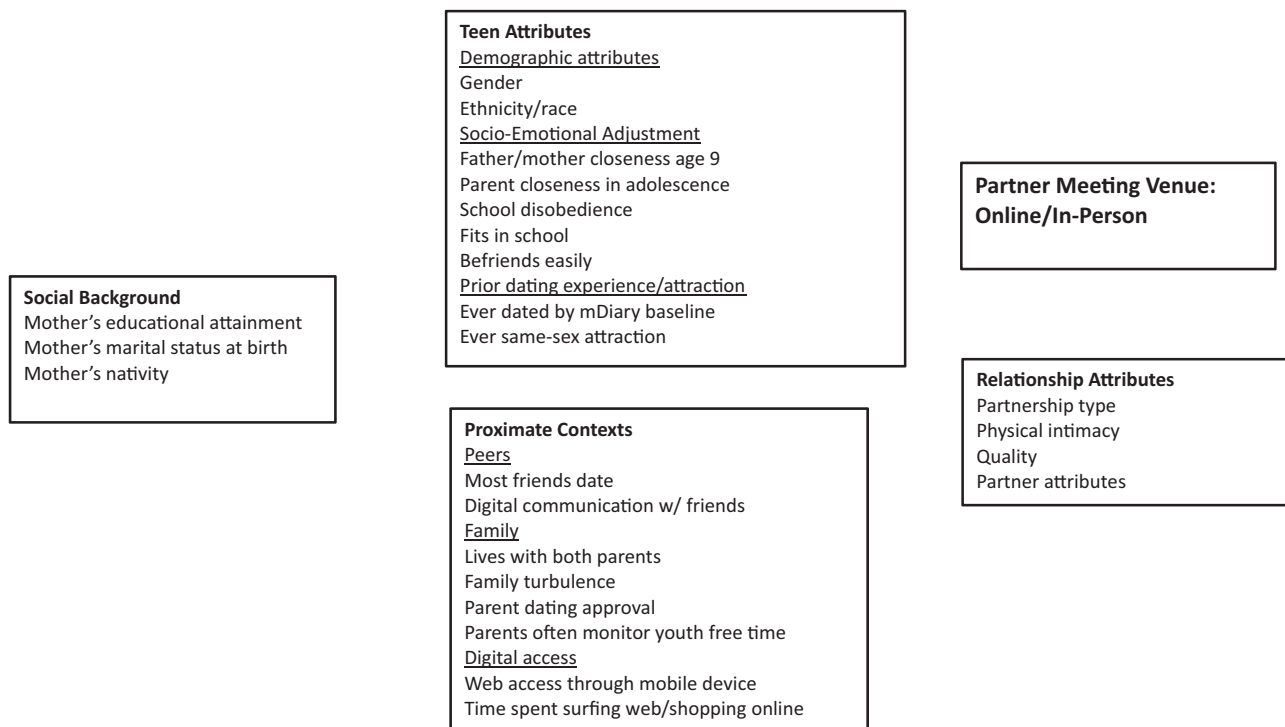 Social Background
Mother’s educational attainment
Mother’s marital status at birth
Mother’s nativity
Teen Attributes
Demographic attributes
Gender
Ethnicity/race
Socio-Emotional Adjustment
Father/mother closeness age 9
Parent closeness in adolescence
School disobedience
Fits in school
Befriends easily
Prior dating experience/attraction
Ever dated by mDiary baseline
Ever same-sex attraction
Proximate Contexts
Peers
Most friends date
Digital communication w/ friends
Family
Lives with both parents
Family turbulence
Parent dating approval
Parents often monitor youth free time
Digital access
Web access through mobile device
Time spent surfing web/shopping online
Partner Meeting Venue:
Online/In-Person
Relationship Attributes
Partnership type
Physical intimacy
Quality
Partner attributes